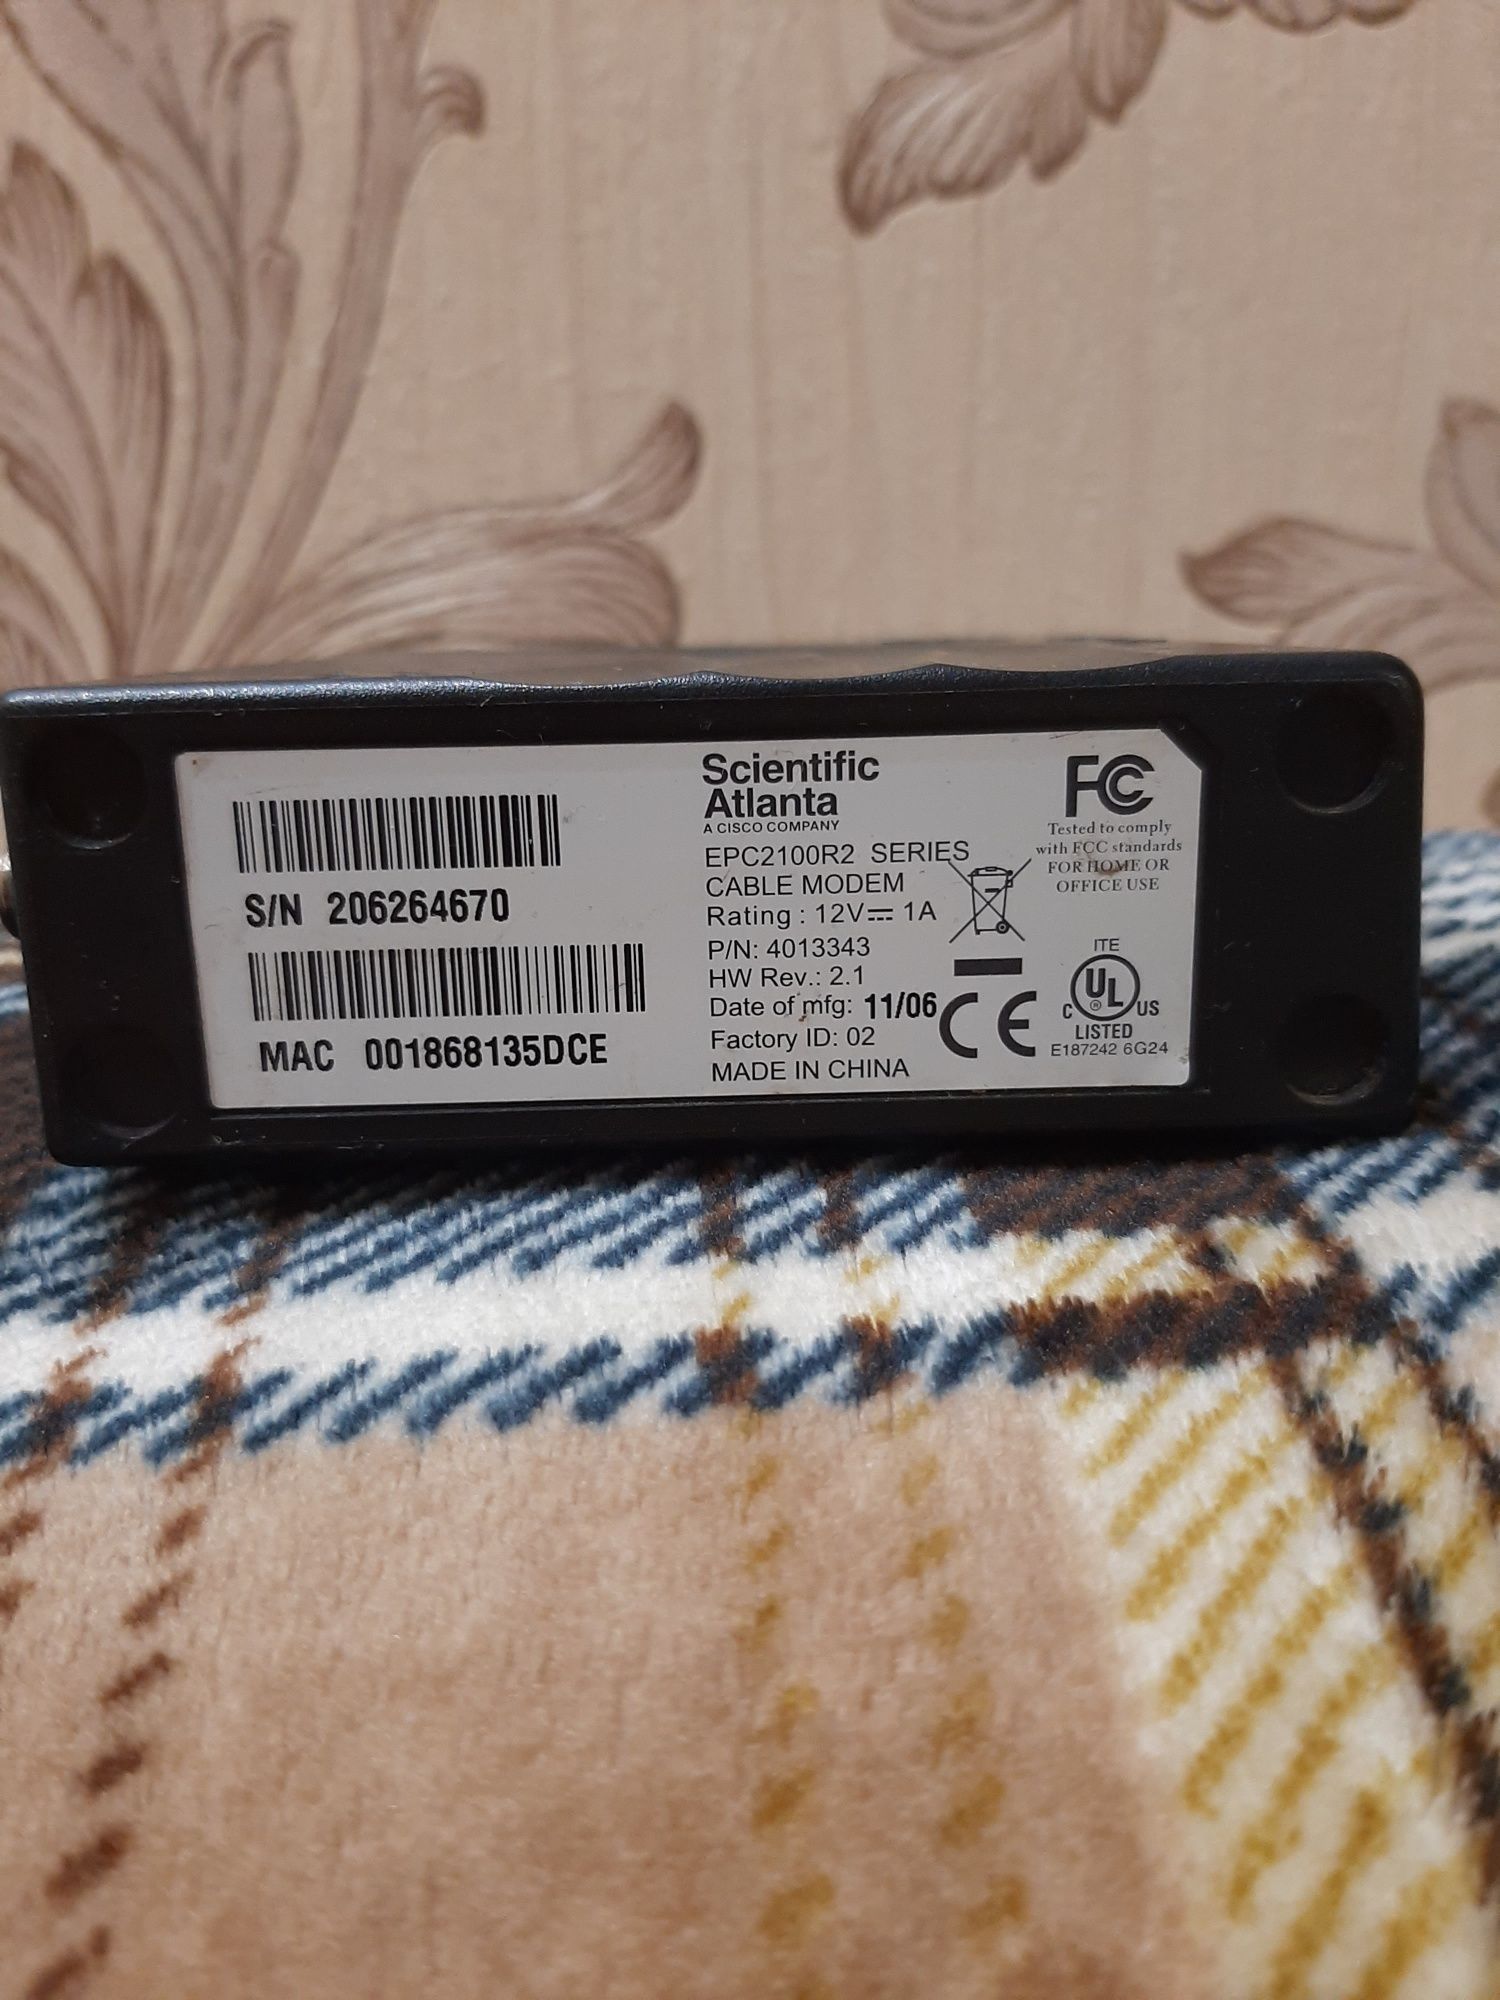 S/N 206264670
MAC 001868135DCE
Scientific
Atlanta
A CISCO COMPANY
EPC2100R2 SERIES
CABLE MODEM
Rating : 12V⎓ 1A
P/N: 4013343
HW Rev.: 2.1
Date of mfg: 11/06
Factory ID: 02
MADE IN CHINA
CE
FC
Tested to comply
with FCC standards
FOR HOME OR
OFFICE USE
ITE
C UL ® US
LISTED
E187242 6G24